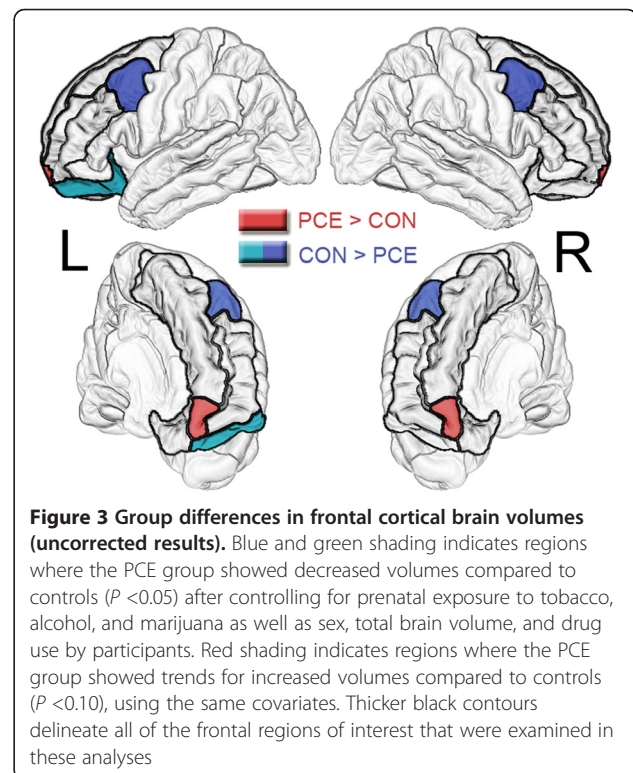 PCE > CON
CON > PCE
L
R
Figure 3 Group differences in frontal cortical brain volumes
(uncorrected results). Blue and green shading indicates regions
where the PCE group showed decreased volumes compared to
controls (P <0.05) after controlling for prenatal exposure to tobacco,
alcohol, and marijuana as well as sex, total brain volume, and drug
use by participants. Red shading indicates regions where the PCE
group showed trends for increased volumes compared to controls
(P <0.10), using the same covariates. Thicker black contours
delineate all of the frontal regions of interest that were examined in
these analyses